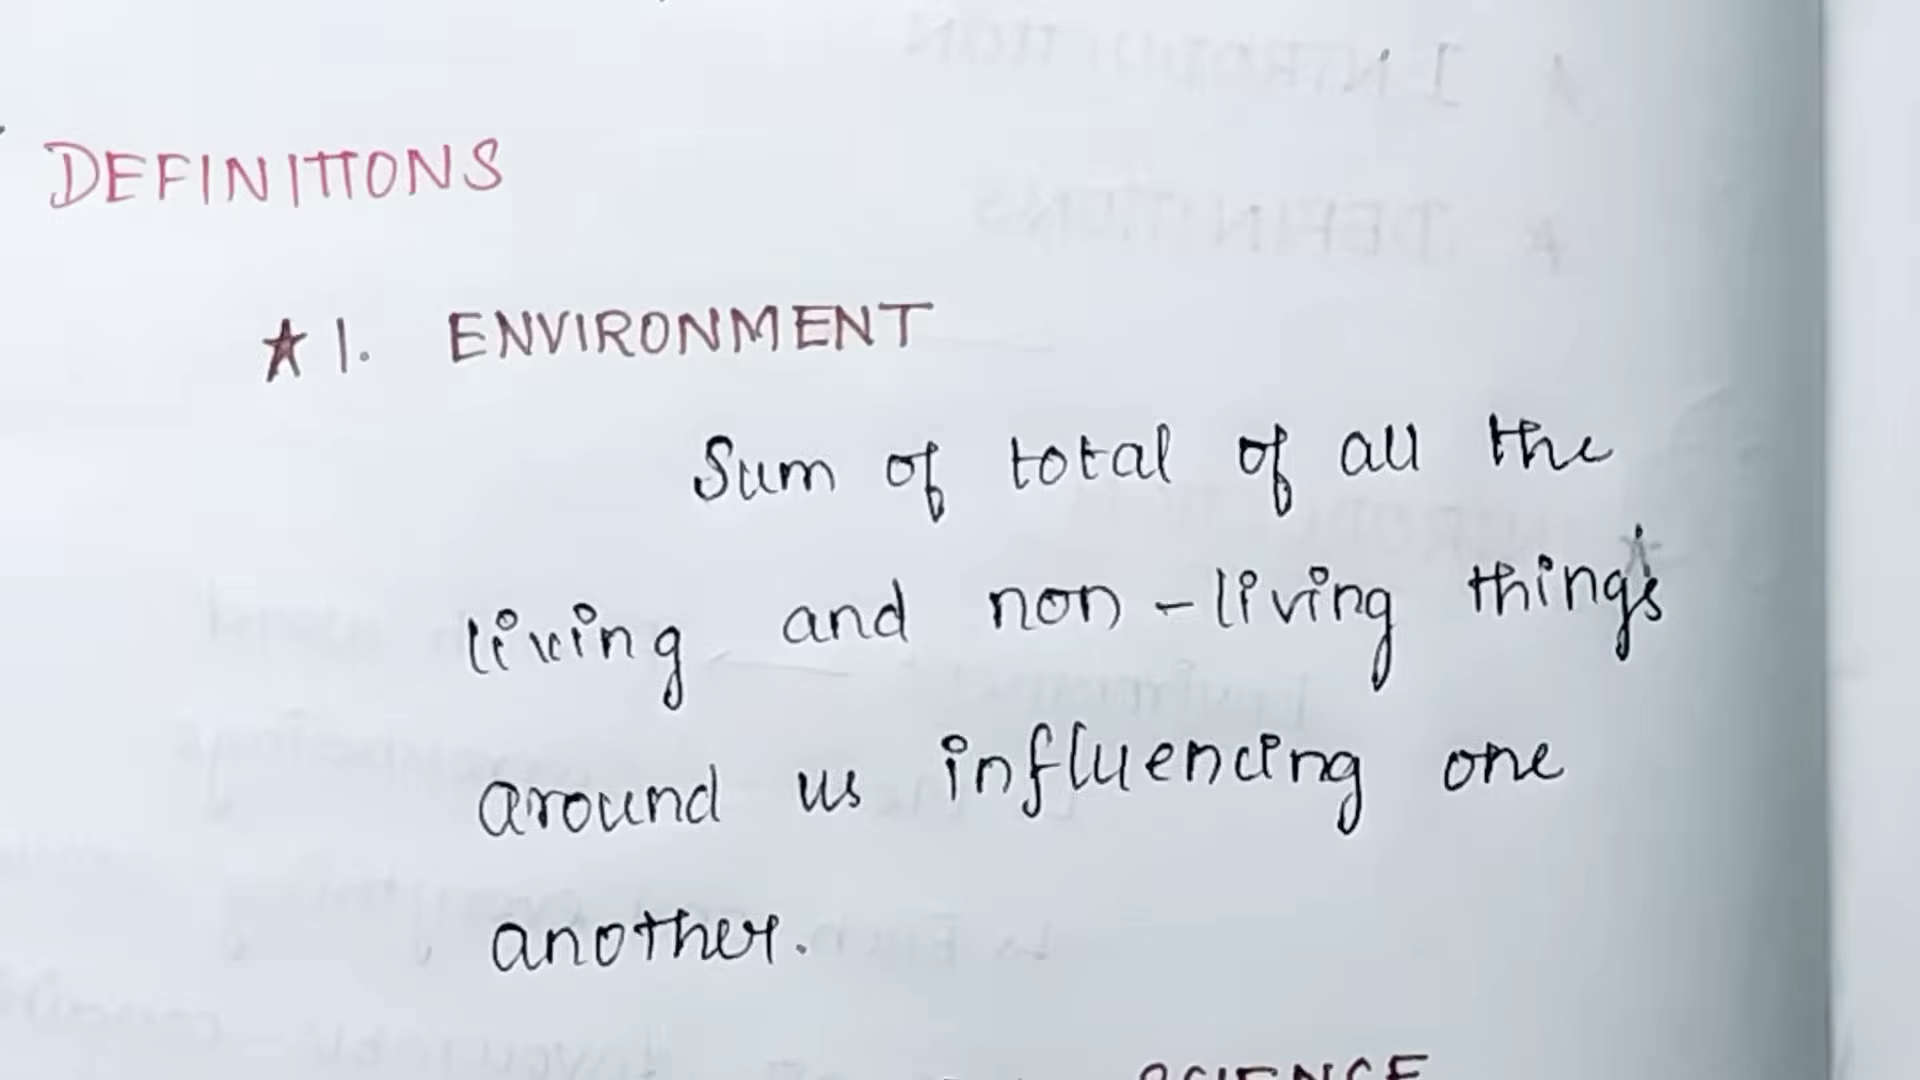 DEFINITIONS
★ 1. ENVIRONMENT
Sum of total of all the
living and non-living things
around us influencing one
another.
SCIENCE